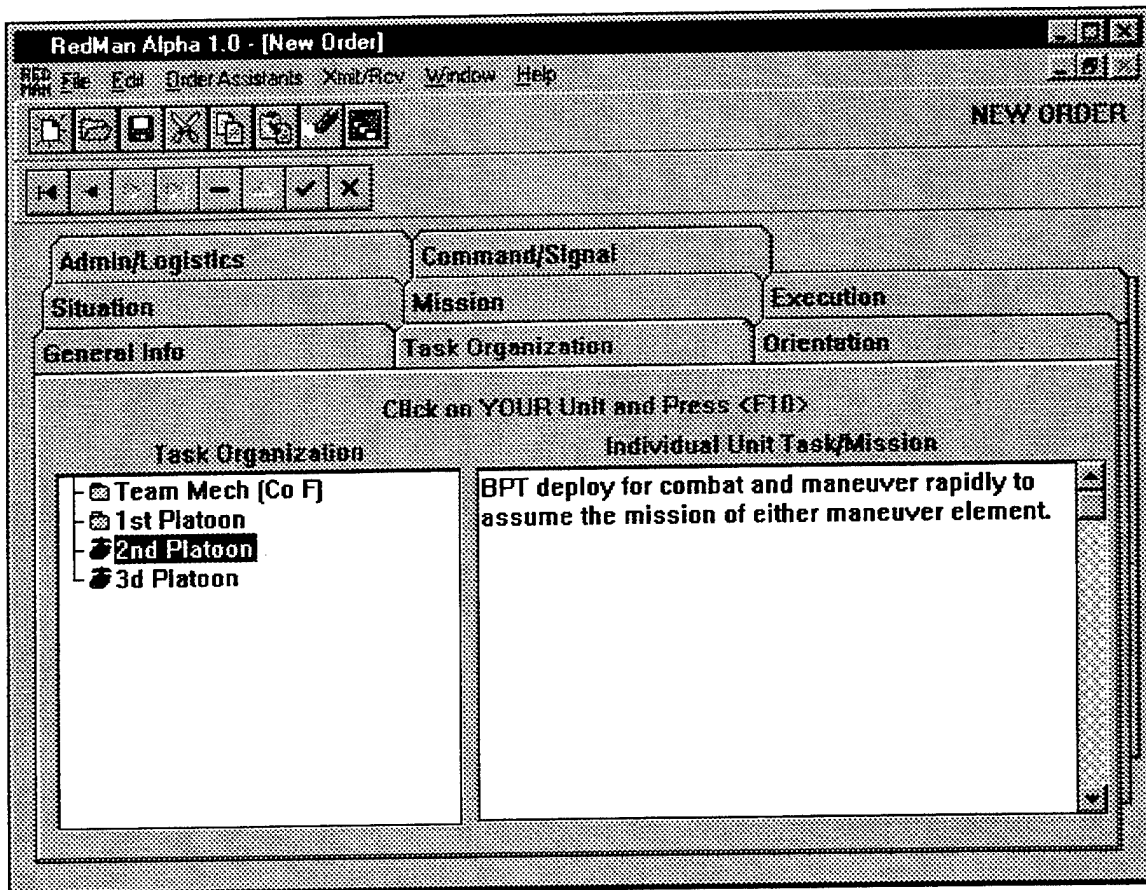 RedMan Alpha 1.0 - [New Order]
RED MAN File Edit Order Assistants Xmit/Rcv Window Help
NEW ORDER
Admin/Logistics Command/Signal
Situation Mission Execution
General Info Task Organization Orientation
Click on YOUR Unit and Press <F10>
Task Organization Individual Unit Task/Mission
Team Mech (Co F)
1st Platoon
2nd Platoon
3d Platoon
BPT deploy for combat and maneuver rapidly to
assume the mission of either maneuver element.